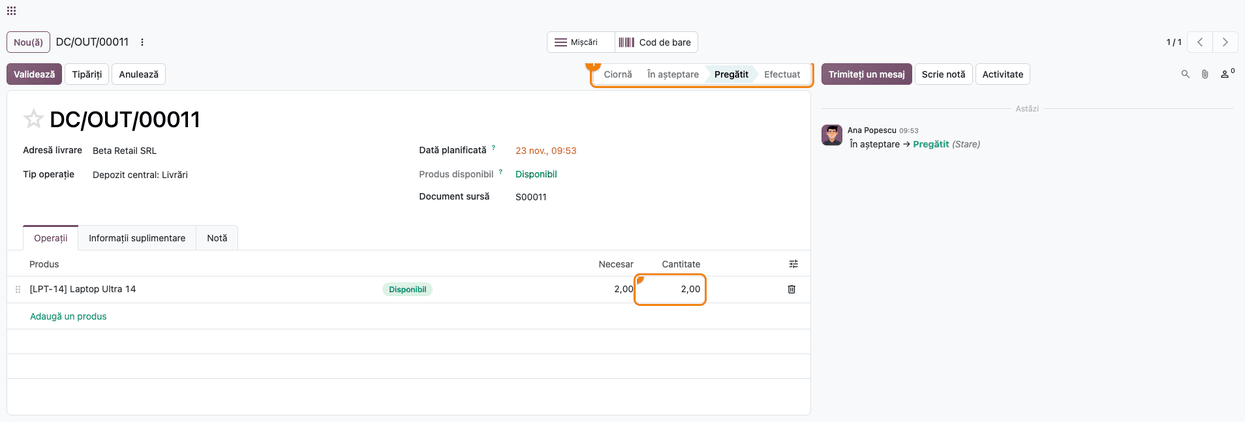 Nou(ă) DC/OUT/00011 Mișcări Cod de bare 1 / 1
Validează Tipăriți Anulează Ciornă În așteptare Pregătit Efectuat Trimiteți un mesaj Scrie notă Activitate 0
DC/OUT/00011
Astăzi
Ana Popescu 09:53
În așteptare → Pregătit (Stare)
Adresă livrare Beta Retail SRL Dată planificată ? 23 nov., 09:53
Tip operație Depozit central: Livrări Produs disponibil ? Disponibil
Document sursă S00011
Operații Informații suplimentare Notă
Produs Necesar Cantitate
[LPT-14] Laptop Ultra 14 Disponibil 2,00 2,00
Adaugă un produs